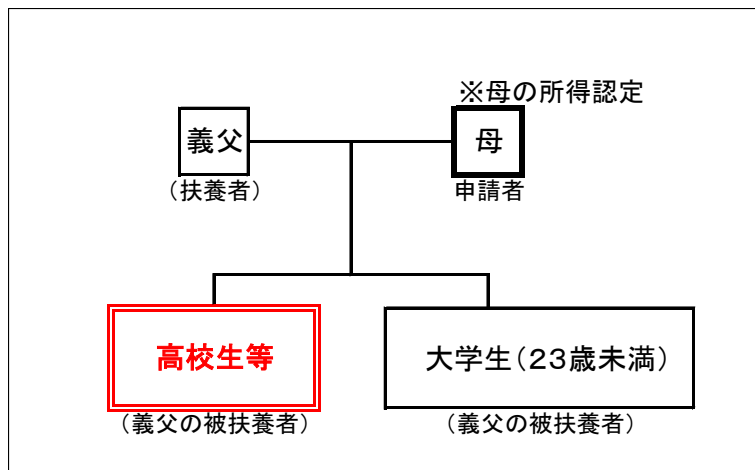 ※母の所得認定
義父
母
(扶養者)
申請者
高校生等
大学生(23歳未満)
(義父の被扶養者)
(義父の被扶養者)